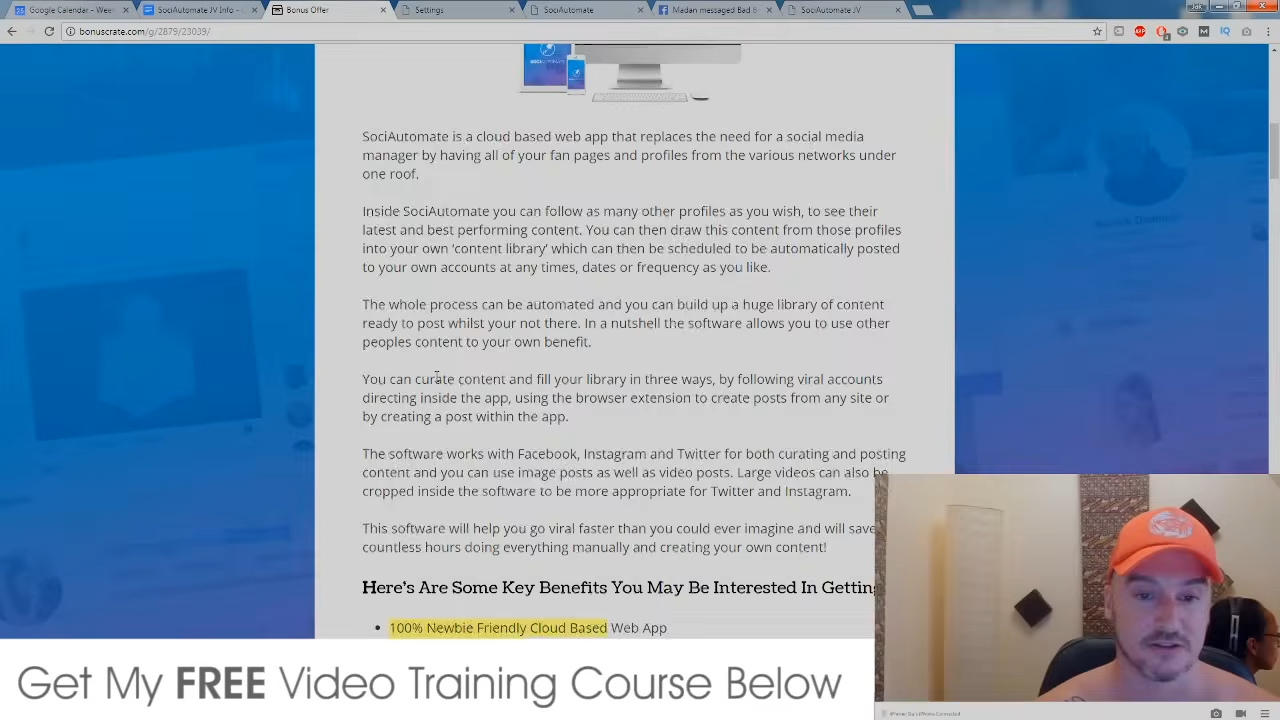 Google Calendar - Wee
SociAutomate JV Info -
Bonus Offer
Settings
SociAutomate
Madan messaged Bad
SociAutomate JV
Jak
bonuscrate.com/g/2879/23039/
SociAutomate is a cloud based web app that replaces the need for a social media
manager by having all of your fan pages and profiles from the various networks under
one roof.
Inside SociAutomate you can follow as many other profiles as you wish, to see their
latest and best performing content. You can then draw this content from those profiles
into your own 'content library' which can then be scheduled to be automatically posted
to your own accounts at any times, dates or frequency as you like.
The whole process can be automated and you can build up a huge library of content
ready to post whilst your not there. In a nutshell the software allows you to use other
peoples content to your own benefit.
You can curate content and fill your library in three ways, by following viral accounts
directing inside the app, using the browser extension to create posts from any site or
by creating a post within the app.
The software works with Facebook, Instagram and Twitter for both curating and posting
content and you can use image posts as well as video posts. Large videos can also be
cropped inside the software to be more appropriate for Twitter and Instagram.
This software will help you go viral faster than you could ever imagine and will save
countless hours doing everything manually and creating your own content!
Here's Are Some Key Benefits You May Be Interested In Getting
• 100% Newbie Friendly Cloud Based Web App
Get My FREE Video Training Course Below